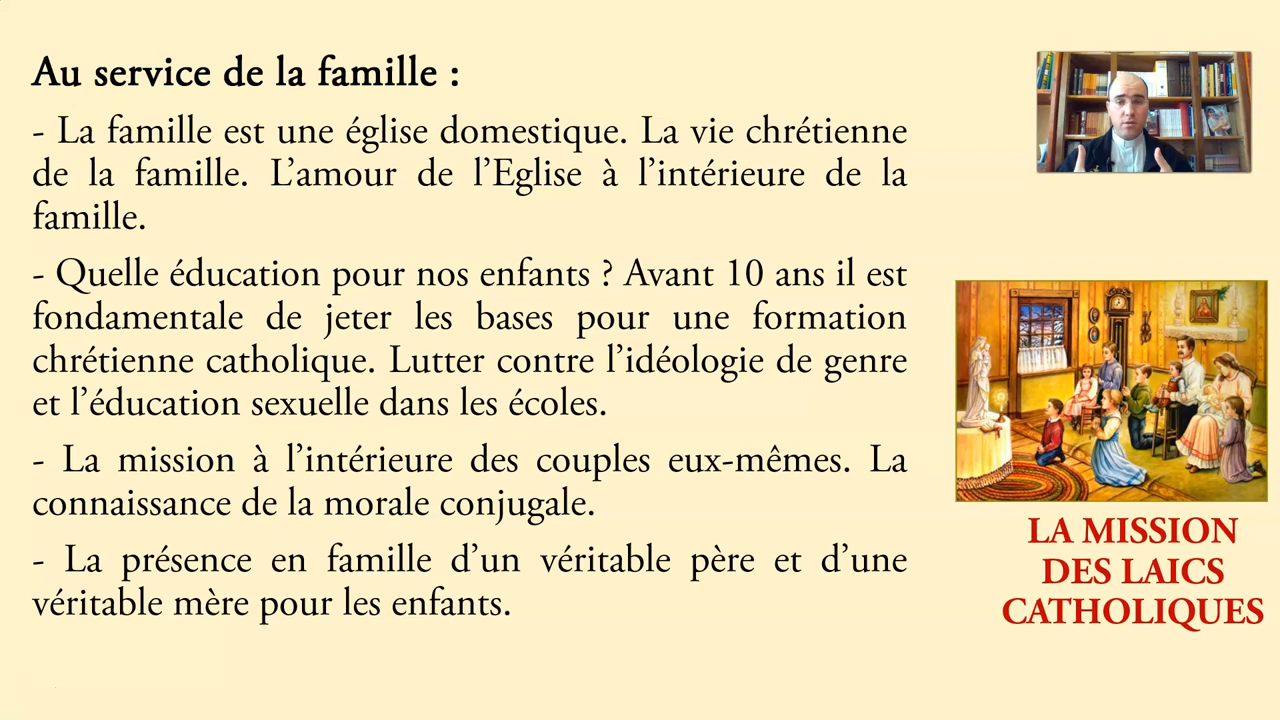 Au service de la famille :
- La famille est une église domestique. La vie chrétienne
de la famille. L’amour de l’Eglise à l’intérieure de la
famille.
- Quelle éducation pour nos enfants ? Avant 10 ans il est
fondamentale de jeter les bases pour une formation
chrétienne catholique. Lutter contre l’idéologie de genre
et l’éducation sexuelle dans les écoles.
- La mission à l’intérieure des couples eux-mêmes. La
connaissance de la morale conjugale.
- La présence en famille d’un véritable père et d’une
véritable mère pour les enfants.
LA MISSION
DES LAICS
CATHOLIQUES